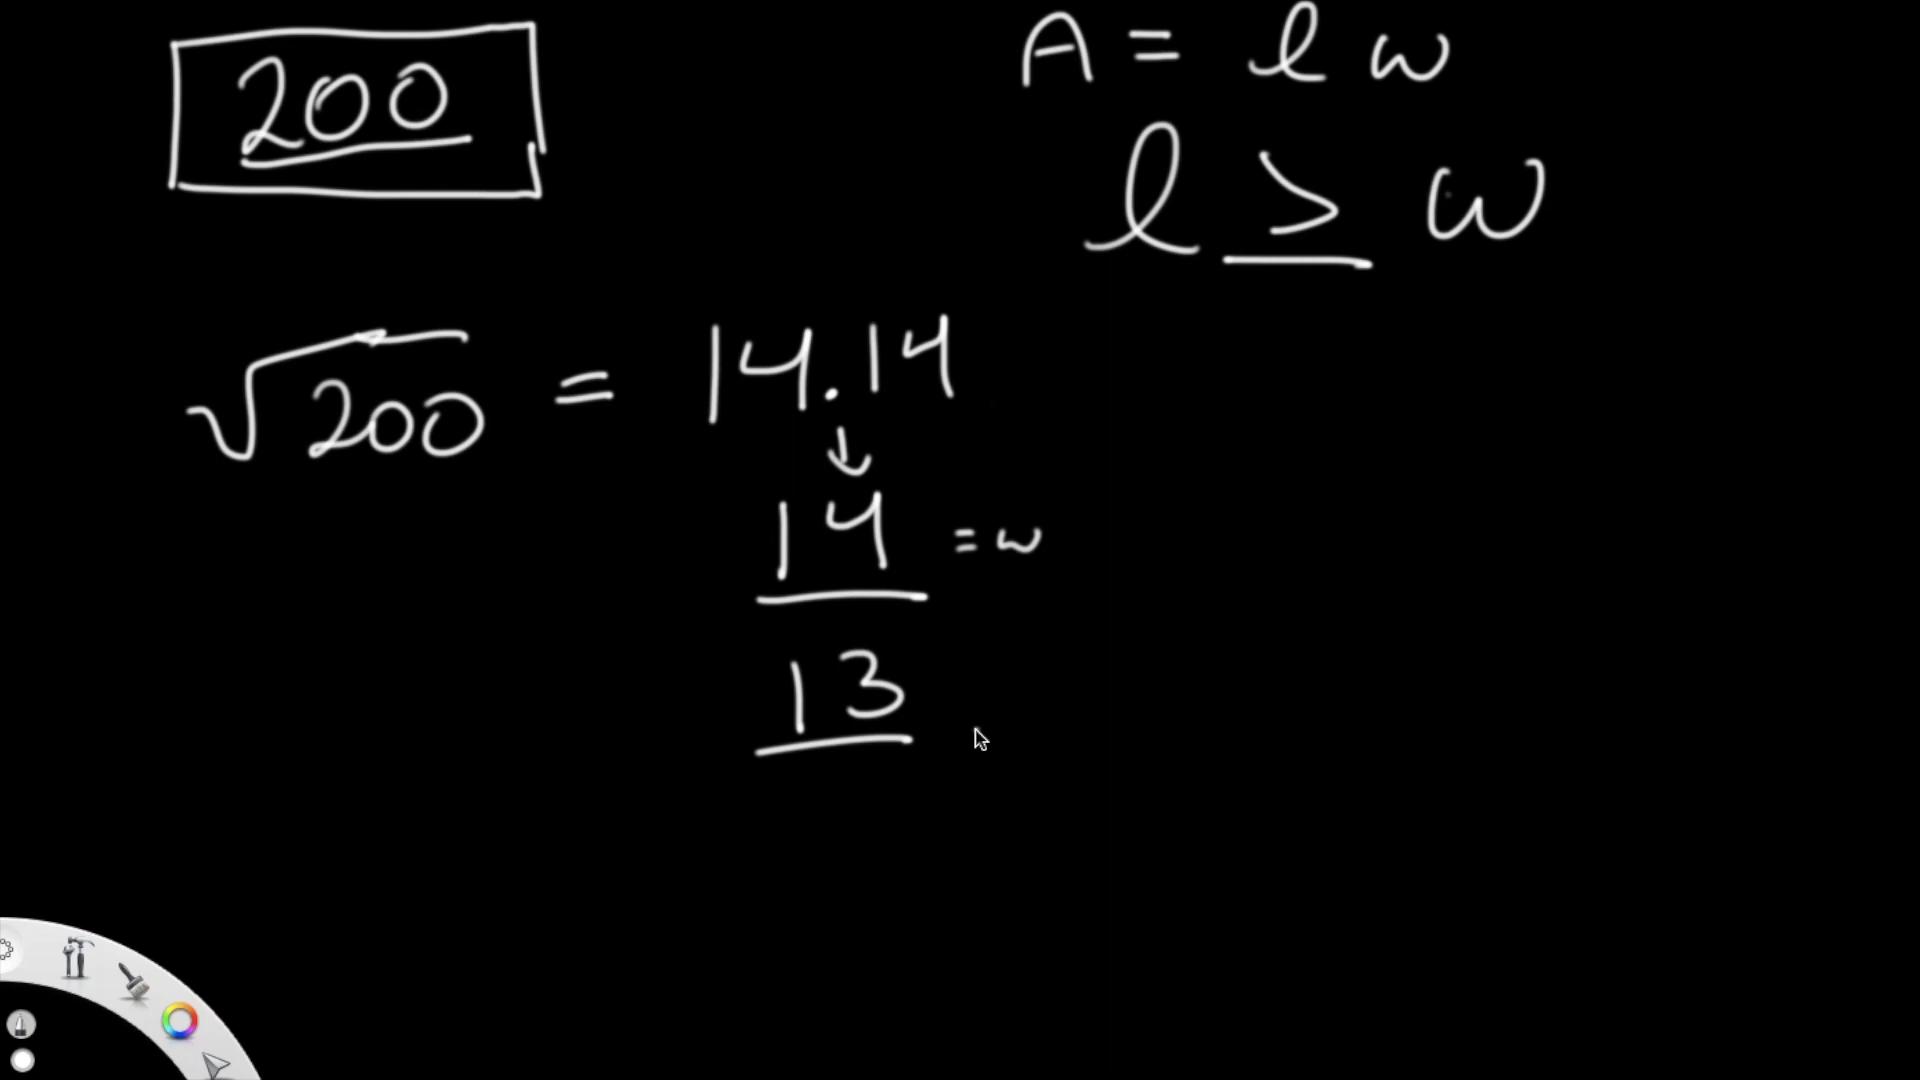 200
A = l w
l ≥ w
√200 = 14.14
↓
14 = w
13